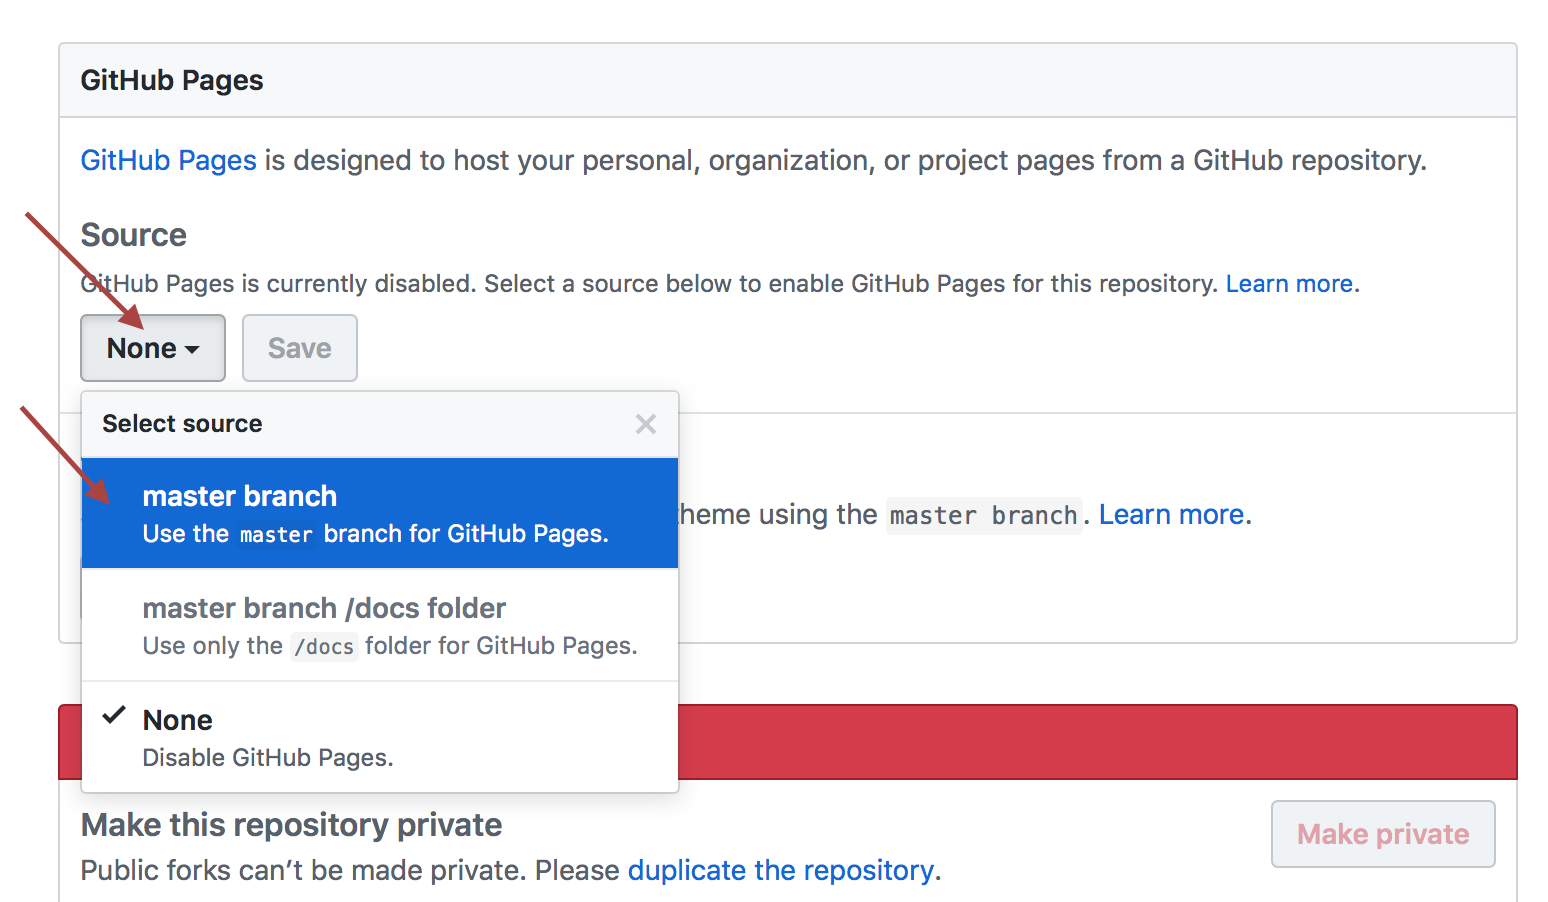 GitHub Pages
GitHub Pages is designed to host your personal, organization, or project pages from a GitHub repository.
Source
GitHub Pages is currently disabled. Select a source below to enable GitHub Pages for this repository. Learn more.
None Save
Select source
master branch
Use the master branch for GitHub Pages.
theme using the master branch. Learn more.
master branch /docs folder
Use only the /docs folder for GitHub Pages.
None
Disable GitHub Pages.
Make this repository private
Make private
Public forks can’t be made private. Please duplicate the repository.